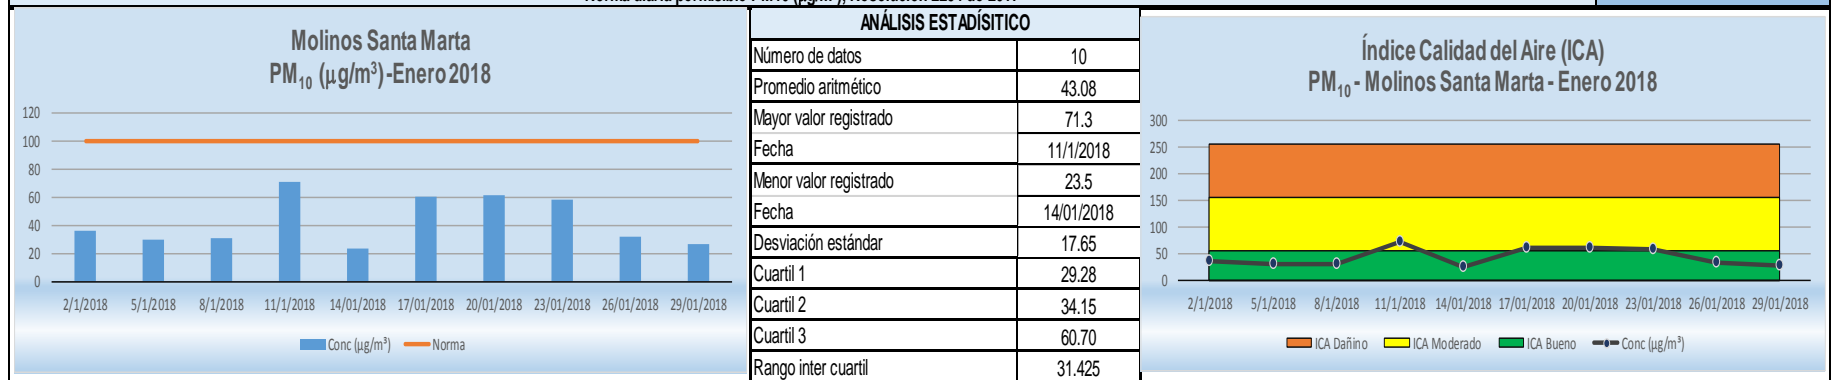 Molinos Santa Marta
PM10 (µg/m³)-Enero 2018
120
100
80
60
40
20
0
2/1/2018 5/1/2018 8/1/2018 11/1/2018 14/01/2018 17/01/2018 20/01/2018 23/01/2018 26/01/2018 29/01/2018
Conc (µg/m³) Norma
ANÁLISIS ESTADÍSITICO
Número de datos 10
Promedio aritmético 43.08
Mayor valor registrado 71.3
Fecha 11/1/2018
Menor valor registrado 23.5
Fecha 14/01/2018
Desviación estándar 17.65
Cuartil 1 29.28
Cuartil 2 34.15
Cuartil 3 60.70
Rango inter cuartil 31.425
Índice Calidad del Aire (ICA)
PM10 - Molinos Santa Marta - Enero 2018
300
250
200
150
100
50
0
2/1/2018 5/1/2018 8/1/2018 11/1/2018 14/01/2018 17/01/2018 20/01/2018 23/01/2018 26/01/2018 29/01/2018
ICA Dañino ICA Moderado ICA Bueno Conc (µg/m³)